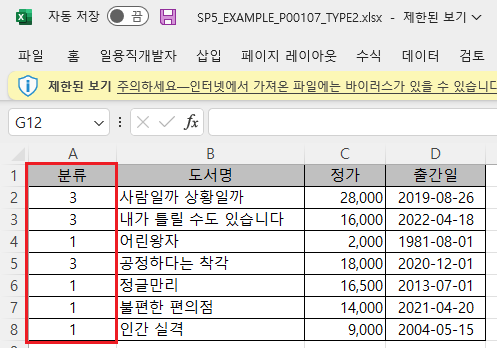 자동 저장 끔 SP5_EXAMPLE_P00107_TYPE2.xlsx - 제한된 보기
파일 홈 일용직개발자 삽입 페이지 레이아웃 수식 데이터 검토
제한된 보기 주의하세요—인터넷에서 가져온 파일에는 바이러스가 있을 수 있습니다
G12 fx
A B C D
1 분류 도서명 정가 출간일
2 3 사람일까 상황일까 28,000 2019-08-26
3 3 내가 틀릴 수도 있습니다 16,000 2022-04-18
4 1 어린왕자 2,000 1981-08-01
5 3 공정하다는 착각 18,000 2020-12-01
6 1 정글만리 16,500 2013-07-01
7 1 불편한 편의점 14,000 2021-04-20
8 1 인간 실격 9,000 2004-05-15